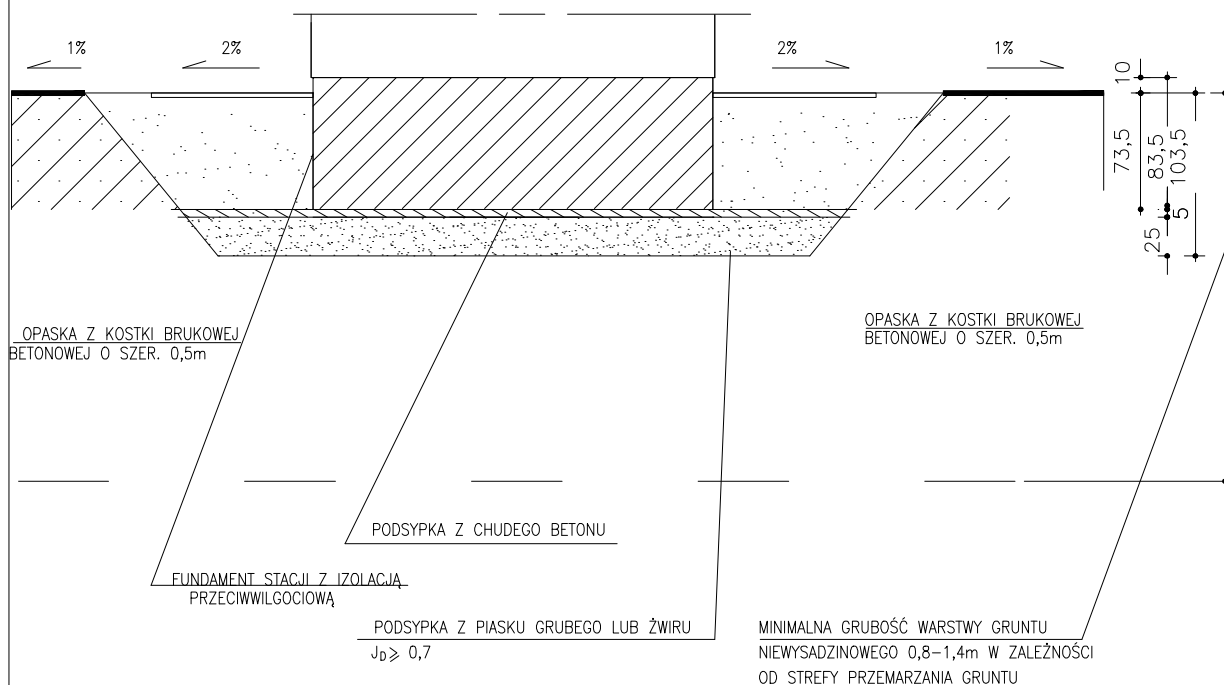 1%
2%
2%
1%
10
73,5
83,5
103,5
5
25
OPASKA Z KOSTKI BRUKOWEJ
BETONOWEJ O SZER. 0,5m
OPASKA Z KOSTKI BRUKOWEJ
BETONOWEJ O SZER. 0,5m
PODSYPKA Z CHUDEGO BETONU
FUNDAMENT STACJI Z IZOLACJĄ
PRZECIWWILGOCIOWĄ
PODSYPKA Z PIASKU GRUBEGO LUB ŻWIRU
JD⩾ 0,7
MINIMALNA GRUBOŚĆ WARSTWY GRUNTU
NIEWYSADZINOWEGO 0,8-1,4m W ZALEŻNOŚCI
OD STREFY PRZEMARZANIA GRUNTU